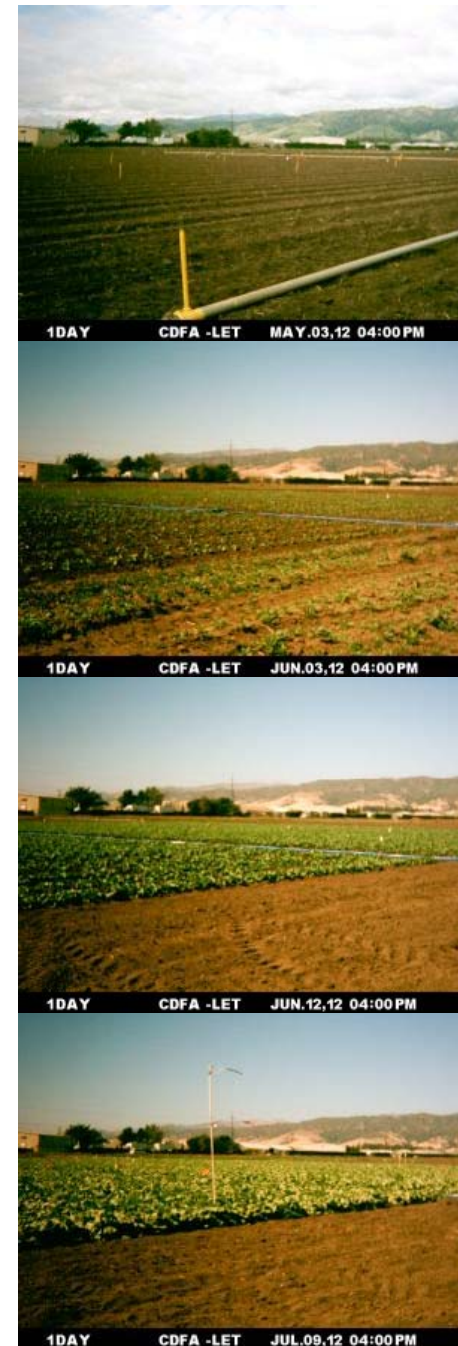 1DAY CDFA -LET MAY.03,12 04:00PM
1DAY CDFA -LET JUN.03,12 04:00PM
1DAY CDFA -LET JUN.12,12 04:00PM
1DAY CDFA -LET JUL.09,12 04:00PM